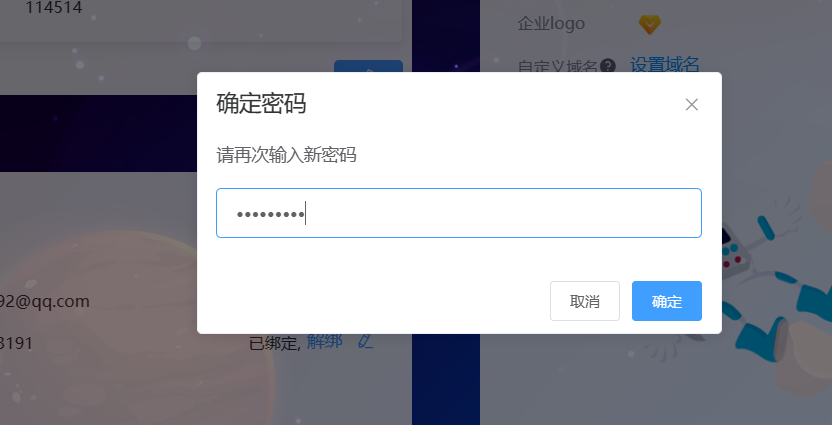 114514
企业logo
自定义域名
设置域名
确定密码
请再次输入新密码
取消
确定
92@qq.com
3191
已绑定, 解绑